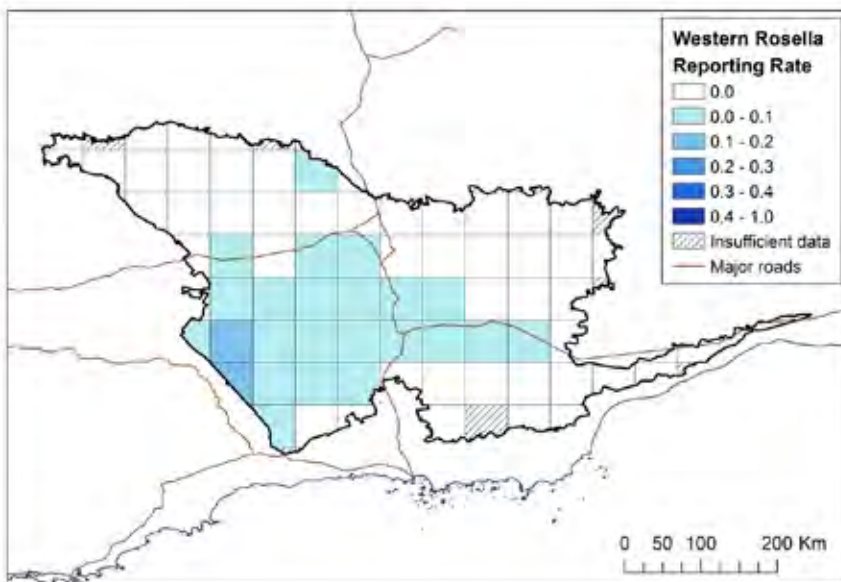 Western Rosella
Reporting Rate
0.0
0.0 - 0.1
0.1 - 0.2
0.2 - 0.3
0.3 - 0.4
0.4 - 1.0
Insufficient data
Major roads
0 50 100 200 Km